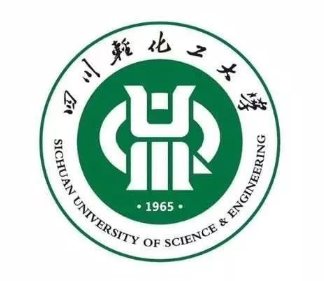 四川轻化工大学
·1965·
SICHUAN UNIVERSITY OF SCIENCE & ENGINEERING